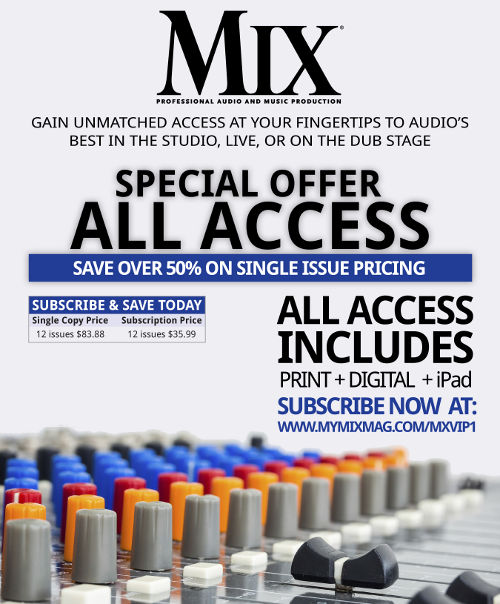 MIX
PROFESSIONAL AUDIO AND MUSIC PRODUCTION
GAIN UNMATCHED ACCESS AT YOUR FINGERTIPS TO AUDIO'S
BEST IN THE STUDIO, LIVE, OR ON THE DUB STAGE
SPECIAL OFFER
ALL ACCESS
SAVE OVER 50% ON SINGLE ISSUE PRICING
SUBSCRIBE & SAVE TODAY
Single Copy Price Subscription Price
12 issues $83.88 12 issues $35.99
ALL ACCESS
INCLUDES
PRINT + DIGITAL + iPad
SUBSCRIBE NOW AT:
WWW.MYMIXMAG.COM/MXVIP1